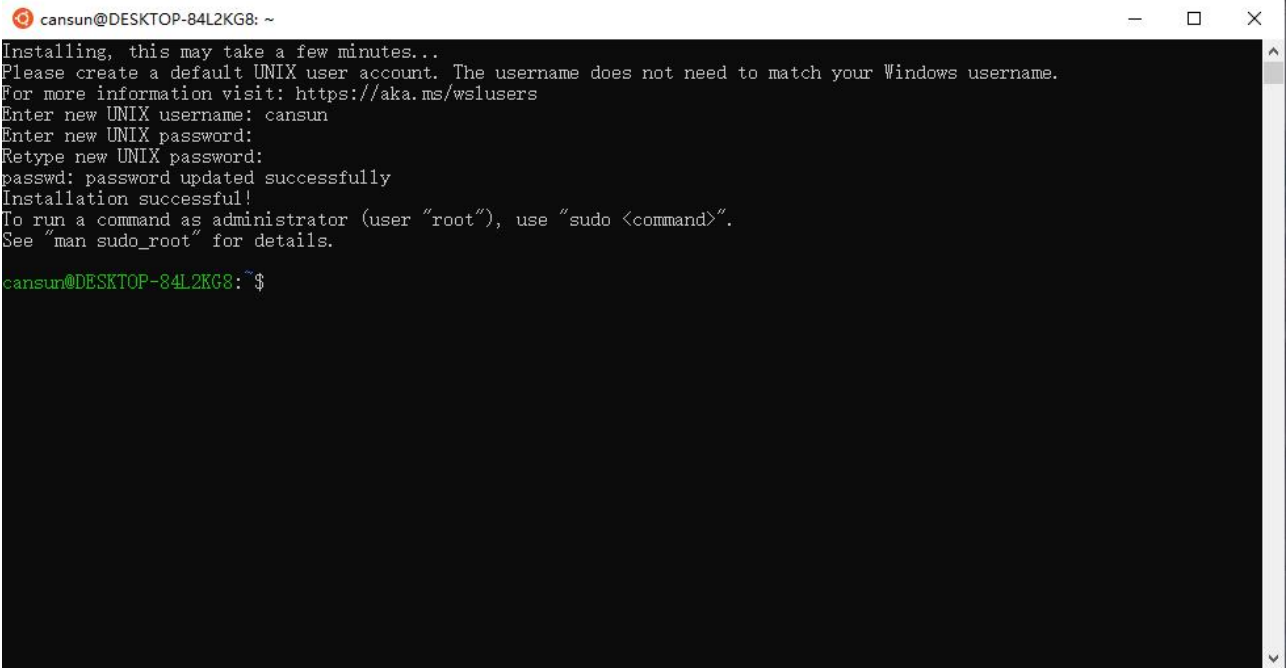 cansun@DESKTOP-84L2KG8: ~
Installing, this may take a few minutes...
Please create a default UNIX user account. The username does not need to match your Windows username.
For more information visit: https://aka.ms/wslusers
Enter new UNIX username: cansun
Enter new UNIX password:
Retype new UNIX password:
passwd: password updated successfully
Installation successful!
To run a command as administrator (user "root"), use "sudo <command>".
See "man sudo_root" for details.
cansun@DESKTOP-84L2KG8:~$